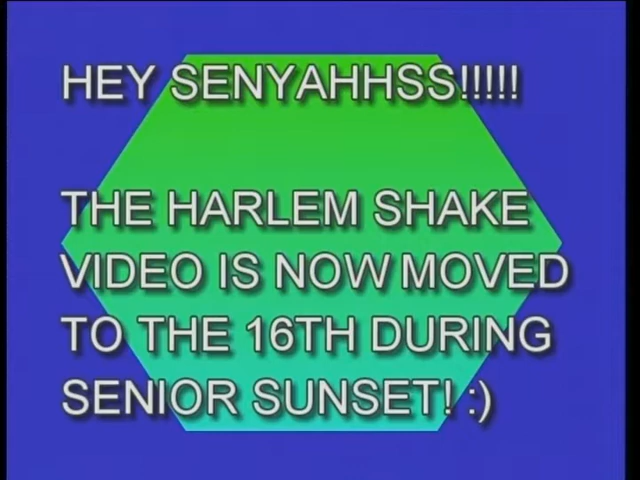 HEY SENYAHHSS!!!!!
THE HARLEM SHAKE
VIDEO IS NOW MOVED
TO THE 16TH DURING
SENIOR SUNSET! :)